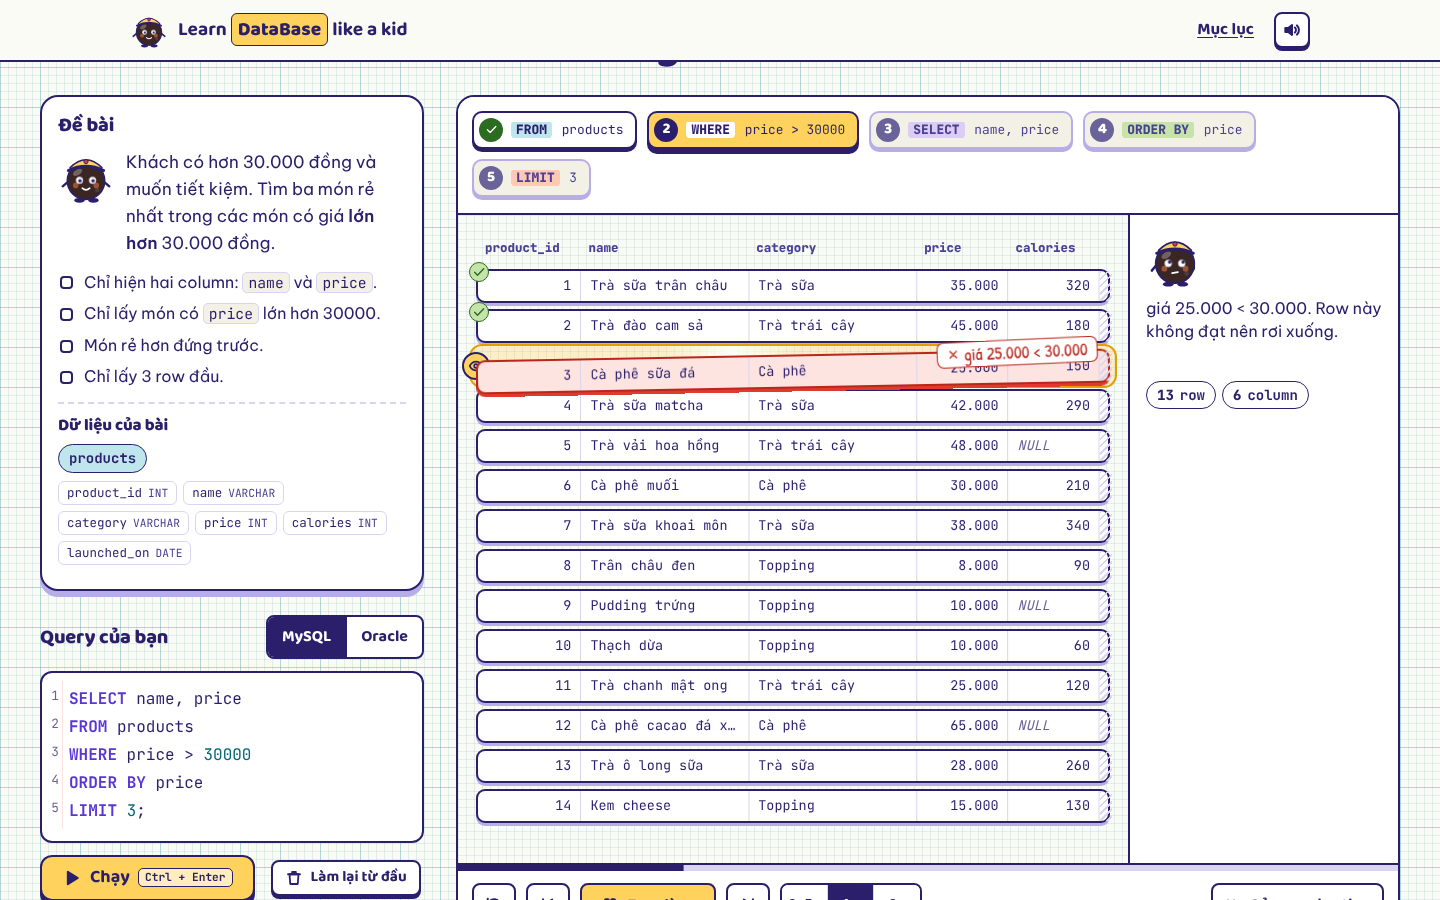 Learn DataBase like a kid
Mục lục
Đề bài
Khách có hơn 30.000 đồng và
muốn tiết kiệm. Tìm ba món rẻ
nhất trong các món có giá lớn
hơn 30.000 đồng.
Chỉ hiện hai column: name và price.
Chỉ lấy món có price lớn hơn 30000.
Món rẻ hơn đứng trước.
Chỉ lấy 3 row đầu.
Dữ liệu của bài
products
product_id INT name VARCHAR
category VARCHAR price INT calories INT
launched_on DATE
Query của bạn
MySQL Oracle
1 SELECT name, price
2 FROM products
3 WHERE price > 30000
4 ORDER BY price
5 LIMIT 3;
Chạy Ctrl + Enter
Làm lại từ đầu
FROM products
2 WHERE price > 30000
3 SELECT name, price
4 ORDER BY price
5 LIMIT 3
product_id name category price calories
1 Trà sữa trân châu Trà sữa 35.000 320
2 Trà đào cam sả Trà trái cây 45.000 180
× giá 25.000 < 30.000
3 Cà phê sữa đá Cà phê 25.000 150
4 Trà sữa matcha Trà sữa 42.000 290
5 Trà vải hoa hồng Trà trái cây 48.000 NULL
6 Cà phê muối Cà phê 30.000 210
7 Trà sữa khoai môn Trà sữa 38.000 340
8 Trân châu đen Topping 8.000 90
9 Pudding trứng Topping 10.000 NULL
10 Thạch dừa Topping 10.000 60
11 Trà chanh mật ong Trà trái cây 25.000 120
12 Cà phê cacao đá x… Cà phê 65.000 NULL
13 Trà ô long sữa Trà sữa 28.000 260
14 Kem cheese Topping 15.000 130
giá 25.000 < 30.000. Row này
không đạt nên rơi xuống.
13 row 6 column